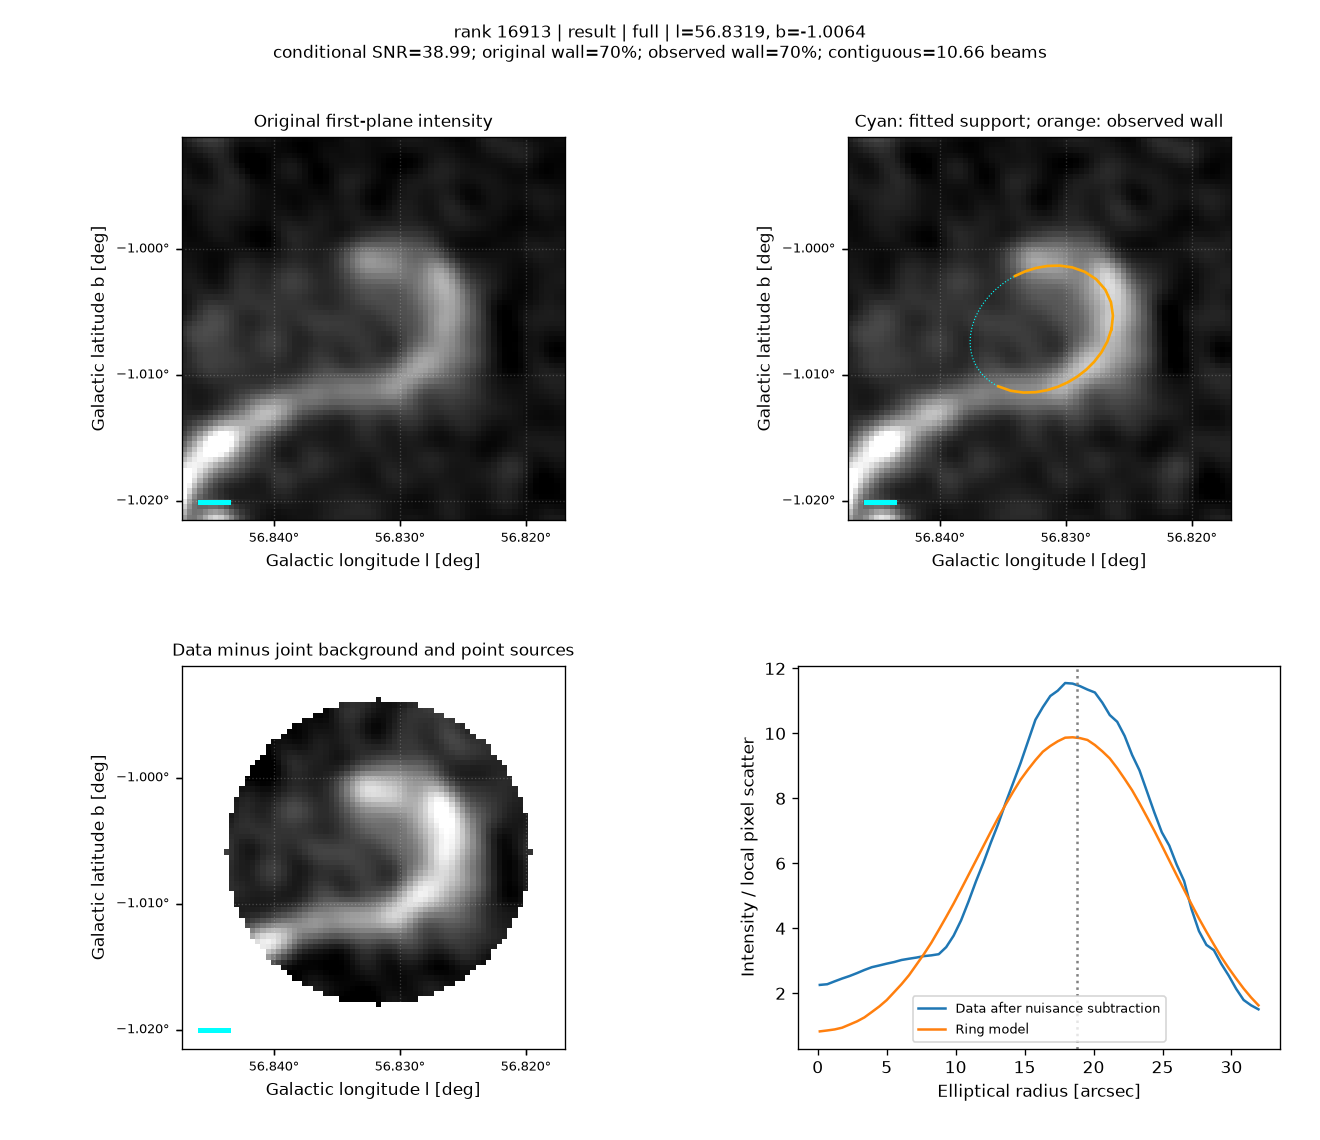 rank 16913 | result | full | l=56.8319, b=-1.0064
conditional SNR=38.99; original wall=70%; observed wall=70%; contiguous=10.66 beams
Original first-plane intensity
Galactic latitude b [deg]
−1.000°
−1.010°
−1.020°
56.840°
56.830°
56.820°
Galactic longitude l [deg]
Cyan: fitted support; orange: observed wall
Galactic latitude b [deg]
−1.000°
−1.010°
−1.020°
56.840°
56.830°
56.820°
Galactic longitude l [deg]
Data minus joint background and point sources
Galactic latitude b [deg]
−1.000°
−1.010°
−1.020°
56.840°
56.830°
56.820°
Galactic longitude l [deg]
Intensity / local pixel scatter
12
10
8
6
4
2
Data after nuisance subtraction
Ring model
0
5
10
15
20
25
30
Elliptical radius [arcsec]